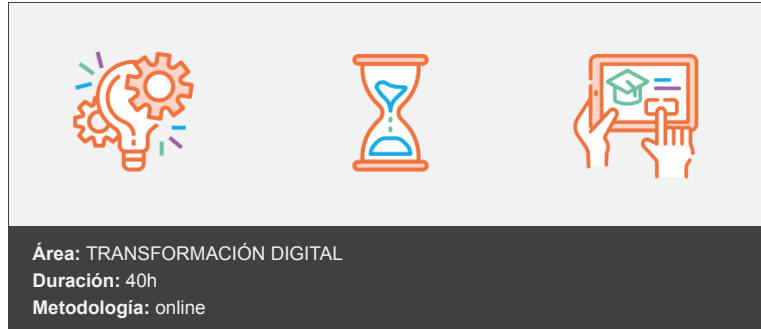 Área: TRANSFORMACIÓN DIGITAL
Duración: 40h
Metodología: online